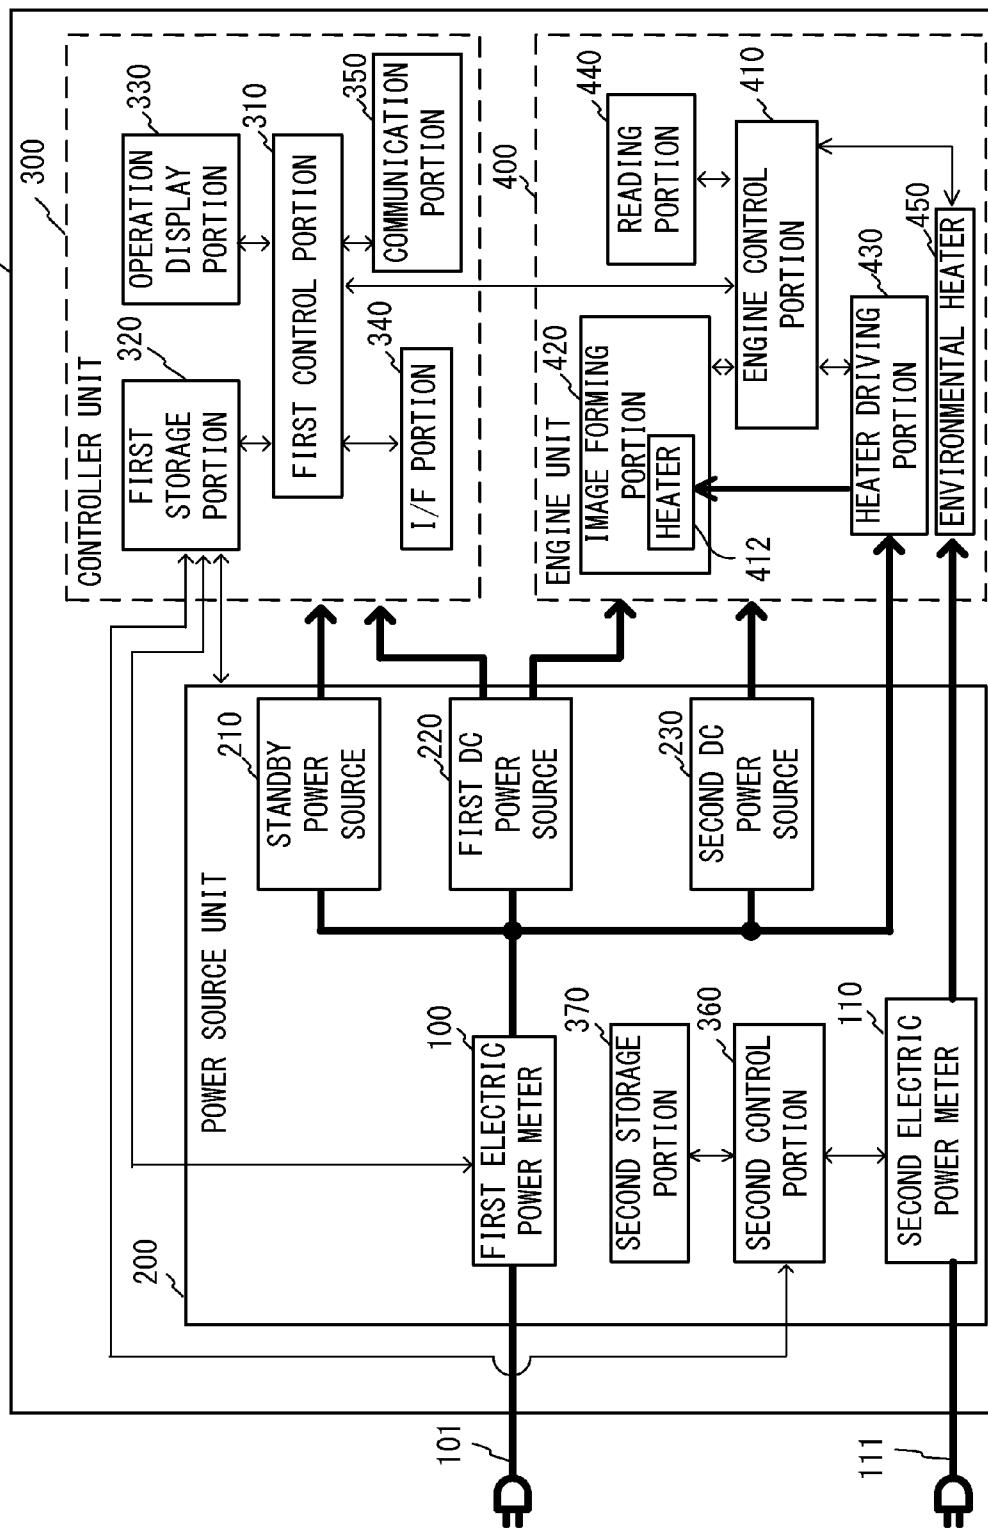 300
CONTROLLER UNIT
320
FIRST
STORAGE
PORTION
330
OPERATION
DISPLAY
PORTION
310
FIRST CONTROL PORTION
340
I/F PORTION
350
COMMUNICATION
PORTION
400
ENGINE UNIT
420
IMAGE FORMING
PORTION
HEATER
412
440
READING
PORTION
410
ENGINE CONTROL
PORTION
430
HEATER DRIVING
PORTION
450
ENVIRONMENTAL HEATER
200
POWER SOURCE UNIT
210
STANDBY
POWER
SOURCE
220
FIRST DC
POWER
SOURCE
230
SECOND DC
POWER
SOURCE
100
FIRST ELECTRIC
POWER METER
370
SECOND STORAGE
PORTION
360
SECOND CONTROL
PORTION
110
SECOND ELECTRIC
POWER METER
101
111